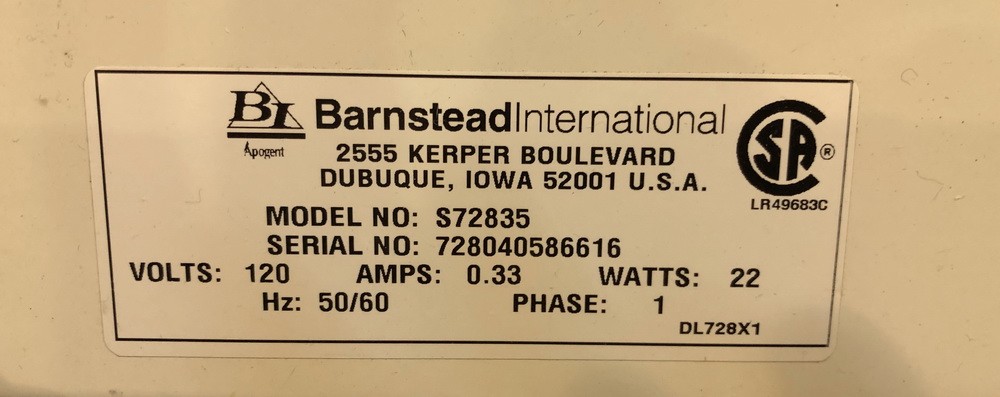 BI BarnsteadInternational
Apogent
2555 KERPER BOULEVARD
DUBUQUE, IOWA 52001 U.S.A.
SA ®
LR49683C
MODEL NO: S72835
SERIAL NO: 728040586616
VOLTS: 120 AMPS: 0.33 WATTS: 22
Hz: 50/60 PHASE: 1
DL728X1